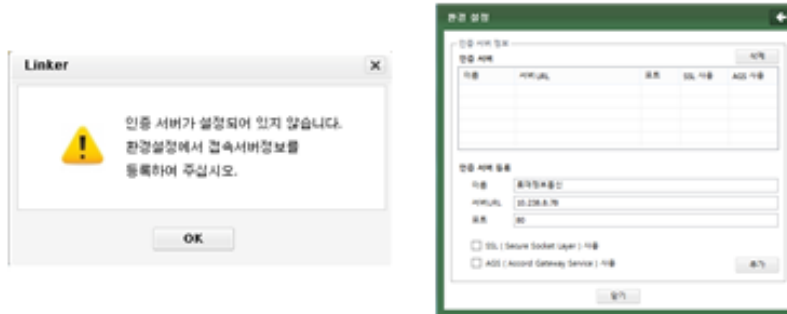 Linker
인증 서버가 설정되어 있지 않습니다.
환경설정에서 접속서버정보를
등록하여 주십시오.
OK
환경 설정
인증 서버 정보
인증 서버
삭제
이름 서버URL 포트 SSL 사용 AGS 사용
인증 서버 등록
이름
서버URL 10.238.8.78
포트 80
SSL ( Secure Socket Layer ) 사용
AGS ( Accord Gateway Service ) 사용
추가
닫기